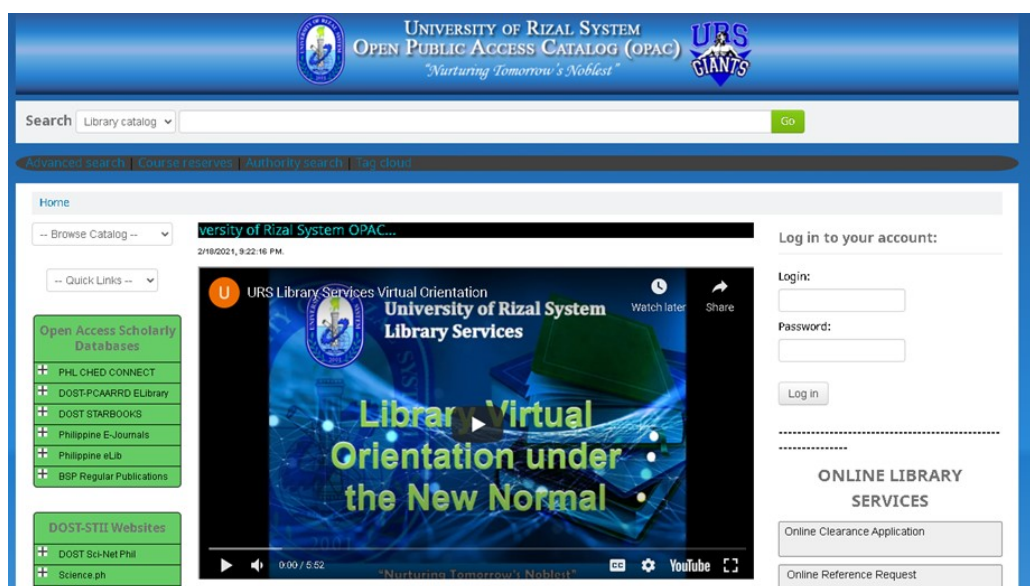 UNIVERSITY OF RIZAL SYSTEM
OPEN PUBLIC ACCESS CATALOG (OPAC)
"Nurturing Tomorrow's Noblest"
URS
GIANTS
Search Library catalog Go
Advanced search | Course reserves | Authority search | Tag cloud
Home
-- Browse Catalog --
-- Quick Links --
Open Access Scholarly
Databases
PHL CHED CONNECT
DOST-PCAARRD ELibrary
DOST STARBOOKS
Philippine E-Journals
Philippine eLib
BSP Regular Publications
DOST-STII Websites
DOST Sci-Net Phil
Science.ph
versity of Rizal System OPAC...
2/18/2021, 9:22:16 PM.
U URS Library Services Virtual Orientation
Watch later Share
University of Rizal System
Library Services
Library Virtual
Orientation under
the New Normal
0:00 / 5:52
CC YouTube
"Nurturing Tomorrow's Noblest"
Log in to your account:
Login:
Password:
Log in
ONLINE LIBRARY
SERVICES
Online Clearance Application
Online Reference Request